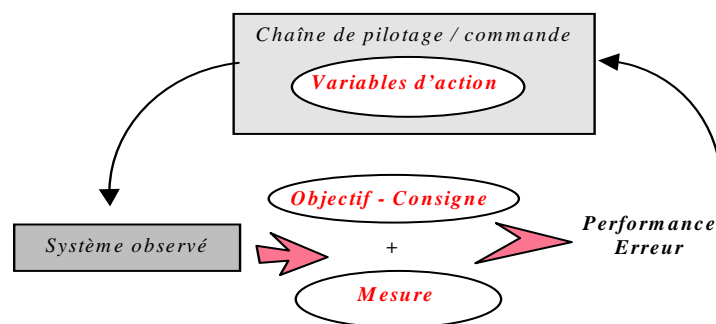 Chaîne de pilotage / commande
Variables d'action
Objectif - Consigne
Système observé
+
Performance
Erreur
Mesure